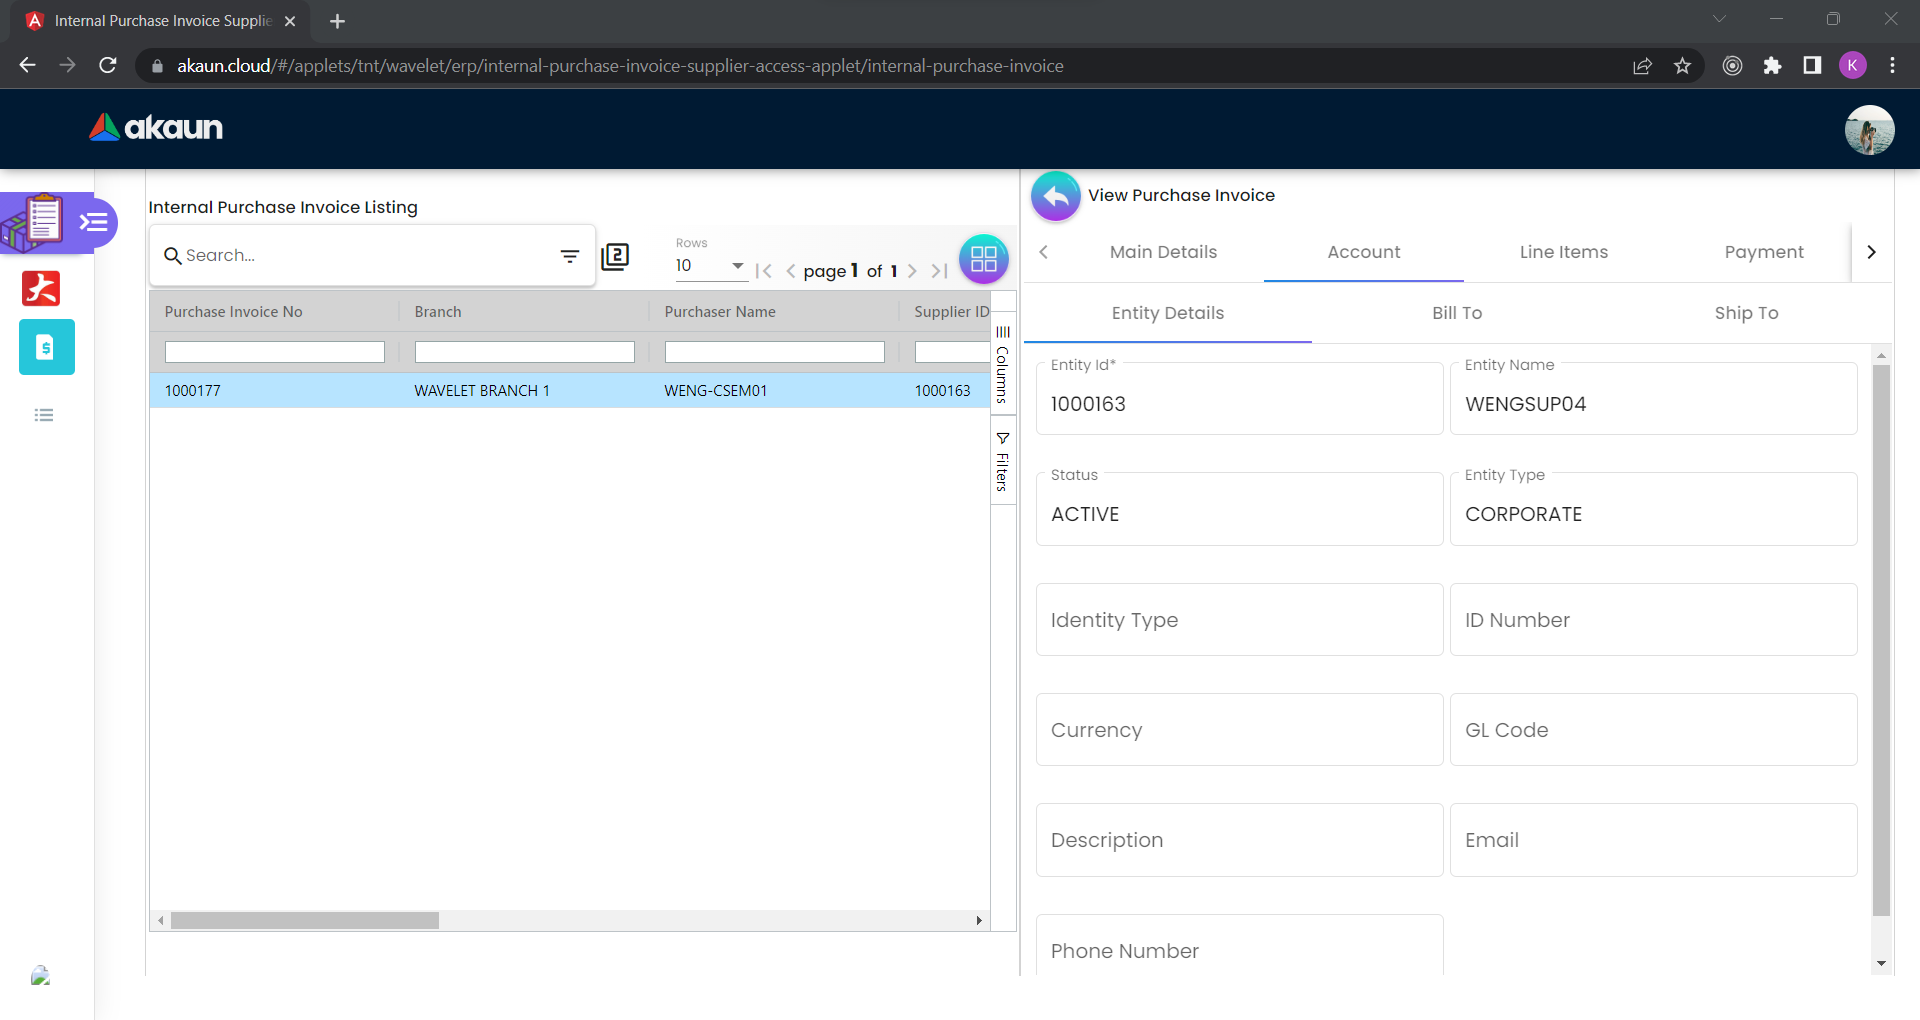 Internal Purchase Invoice Supplie
akaun.cloud/#/applets/tnt/wavelet/erp/internal-purchase-invoice-supplier-access-applet/internal-purchase-invoice
K
akaun
Internal Purchase Invoice Listing
Search...
2
Rows
10
page 1 of 1
Purchase Invoice No Branch Purchaser Name Supplier ID
1000177 WAVELET BRANCH 1 WENG-CSEM01 1000163
Columns
Filters
View Purchase Invoice
Main Details Account Line Items Payment
Entity Details Bill To Ship To
Entity Id* Entity Name
1000163 WENGSUP04
Status Entity Type
ACTIVE CORPORATE
Identity Type ID Number
Currency GL Code
Description Email
Phone Number